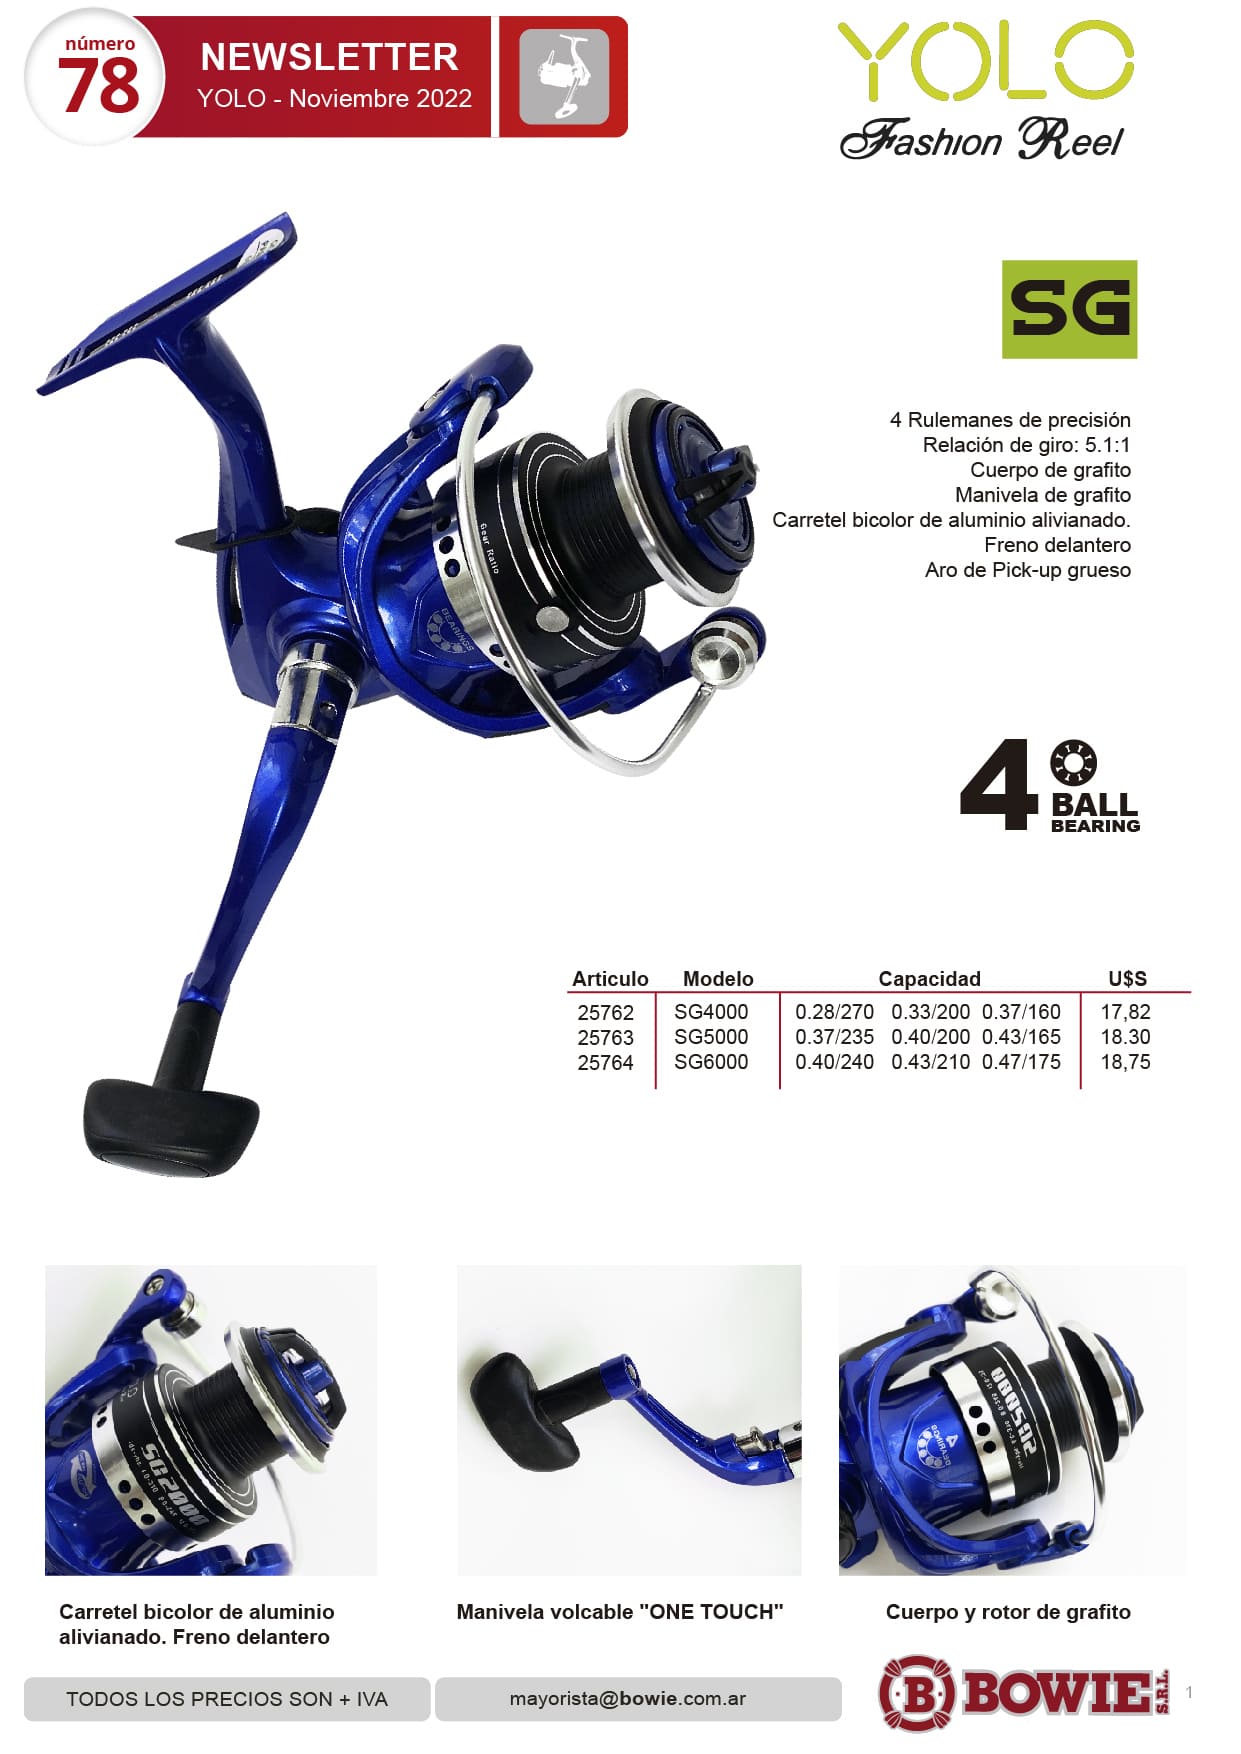 número
78
NEWSLETTER
YOLO - Noviembre 2022
YOLO
Fashion Reel
SG
4 Rulemanes de precisión
Relación de giro: 5.1:1
Cuerpo de grafito
Manivela de grafito
Carretel bicolor de aluminio alivianado.
Freno delantero
Aro de Pick-up grueso
Gear Ratio
BEARINGS
4 BALL
BEARING
Articulo Modelo Capacidad U$S
25762 SG4000 0.28/270 0.33/200 0.37/160 17,82
25763 SG5000 0.37/235 0.40/200 0.43/165 18.30
25764 SG6000 0.40/240 0.43/210 0.47/175 18,75
SG2000
BEARINGS
Carretel bicolor de aluminio
alivianado. Freno delantero
Manivela volcable "ONE TOUCH"
Cuerpo y rotor de grafito
TODOS LOS PRECIOS SON + IVA
mayorista@bowie.com.ar
B BOWIE S.R.L.
1